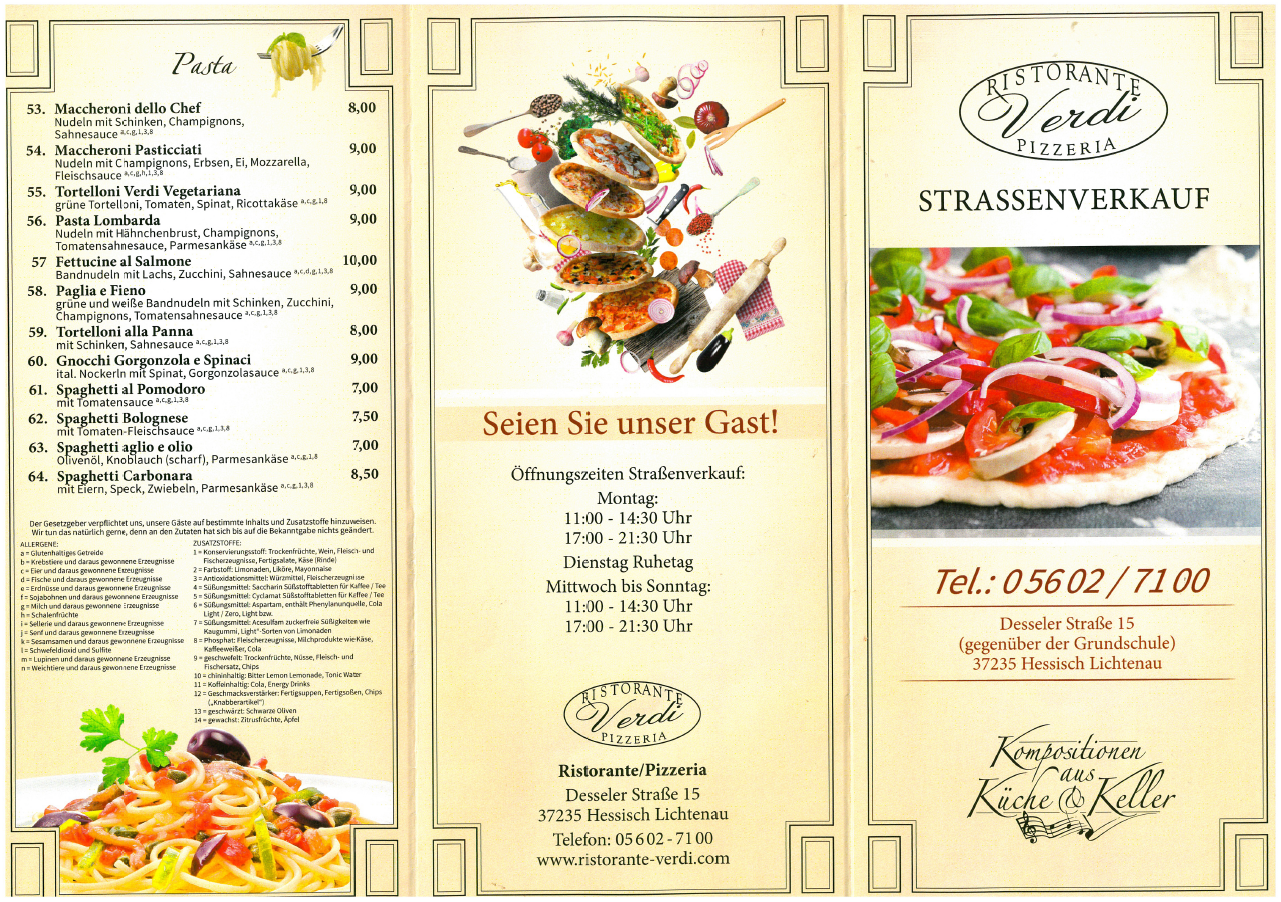 Pasta
53. Maccheroni dello Chef 8,00
Nudeln mit Schinken, Champignons,
Sahnesauce a,c,g,1,3,8
54. Maccheroni Pasticciati 9,00
Nudeln mit Champignons, Erbsen, Ei, Mozzarella,
Fleischsauce a,c,g,h,1,3,8
55. Tortelloni Verdi Vegetariana 9,00
grüne Tortelloni, Tomaten, Spinat, Ricottakäse a,c,g,1,8
56. Pasta Lombarda 9,00
Nudeln mit Hähnchenbrust, Champignons,
Tomatensahnesauce, Parmesankäse a,c,g,1,3,8
57 Fettucine al Salmone 10,00
Bandnudeln mit Lachs, Zucchini, Sahnesauce a,c,d,g,1,3,8
58. Paglia e Fieno 9,00
grüne und weiße Bandnudeln mit Schinken, Zucchini,
Champignons, Tomatensahnesauce a,c,g,1,3,8
59. Tortelloni alla Panna 8,00
mit Schinken, Sahnesauce a,c,g,1,3,8
60. Gnocchi Gorgonzola e Spinaci 9,00
ital. Nockerln mit Spinat, Gorgonzolasauce a,c,g,1,3,8
61. Spaghetti al Pomodoro 7,00
mit Tomatensauce a,c,g,1,3,8
62. Spaghetti Bolognese 7,50
mit Tomaten-Fleischsauce a,c,g,1,3,8
63. Spaghetti aglio e olio 7,00
Olivenöl, Knoblauch (scharf), Parmesankäse a,c,g,1,8
64. Spaghetti Carbonara 8,50
mit Eiern, Speck, Zwiebeln, Parmesankäse a,c,g,1,3,8
Der Gesetzgeber verpflichtet uns, unsere Gäste auf bestimmte Inhalts und Zusatzstoffe hinzuweisen.
Wir tun das natürlich gerne, denn an den Zutaten hat sich bis auf die Bekanntgabe nichts geändert.
ALLERGENE:
a = Glutenhaltiges Getreide
b = Krebstiere und daraus gewonnene Erzeugnisse
c = Eier und daraus gewonnene Erzeugnisse
d = Fische und daraus gewonnene Erzeugnisse
e = Erdnüsse und daraus gewonnene Erzeugnisse
f = Sojabohnen und daraus gewonnene Erzeugnisse
g = Milch und daraus gewonnene Erzeugnisse
h = Schalenfrüchte
i = Sellerie und daraus gewonnene Erzeugnisse
j = Senf und daraus gewonnene Erzeugnisse
k = Sesamsamen und daraus gewonnene Erzeugnisse
l = Schwefeldioxid und Sulfite
m = Lupinen und daraus gewonnene Erzeugnisse
n = Weichtiere und daraus gewonnene Erzeugnisse
ZUSATZSTOFFE:
1 = Konservierungsstoff: Trockenfrüchte, Wein, Fleisch- und
Fischerzeugnisse, Fertigsalate, Käse (Rinde)
2 = Farbstoff: Limonaden, Liköre, Mayonnaise
3 = Antioxidationsmittel: Würzmittel, Fleischerzeugnisse
4 = Süßungsmittel: Saccharin Süßstofftabletten für Kaffee / Tee
5 = Süßungsmittel: Cyclamat Süßstofftabletten für Kaffee / Tee
6 = Süßungsmittel: Aspartam, enthält Phenylanunquelle, Cola
Light / Zero, Light bzw.
7 = Süßungsmittel: Acesulfam zuckerfreie Süßigkeiten wie
Kaugummi, Light"-Sorten von Limonaden
8 = Phosphat: Fleischerzeugnisse, Milchprodukte wie Käse,
Kaffeeweißer, Cola
9 = geschwefelt: Trockenfrüchte, Nüsse, Fleisch- und
Fischersatz, Chips
10 = chininhaltig: Bitter Lemon Lemonade, Tonic Water
11 = Koffeinhaltig: Cola, Energy Drinks
12 = Geschmacksverstärker: Fertigsuppen, Fertigsoßen, Chips
(„Knabberartikel")
13 = geschwärzt: Schwarze Oliven
14 = gewachst: Zitrusfrüchte, Äpfel
Seien Sie unser Gast!
Öffnungszeiten Straßenverkauf:
Montag:
11:00 - 14:30 Uhr
17:00 - 21:30 Uhr
Dienstag Ruhetag
Mittwoch bis Sonntag:
11:00 - 14:30 Uhr
17:00 - 21:30 Uhr
RISTORANTE
Verdi
PIZZERIA
Ristorante/Pizzeria
Desseler Straße 15
37235 Hessisch Lichtenau
Telefon: 05602-7100
www.ristorante-verdi.com
RISTORANTE
Verdi
PIZZERIA
STRASSENVERKAUF
Tel.: 05602/7100
Desseler Straße 15
(gegenüber der Grundschule)
37235 Hessisch Lichtenau
Kompositionen
aus
Küche & Keller